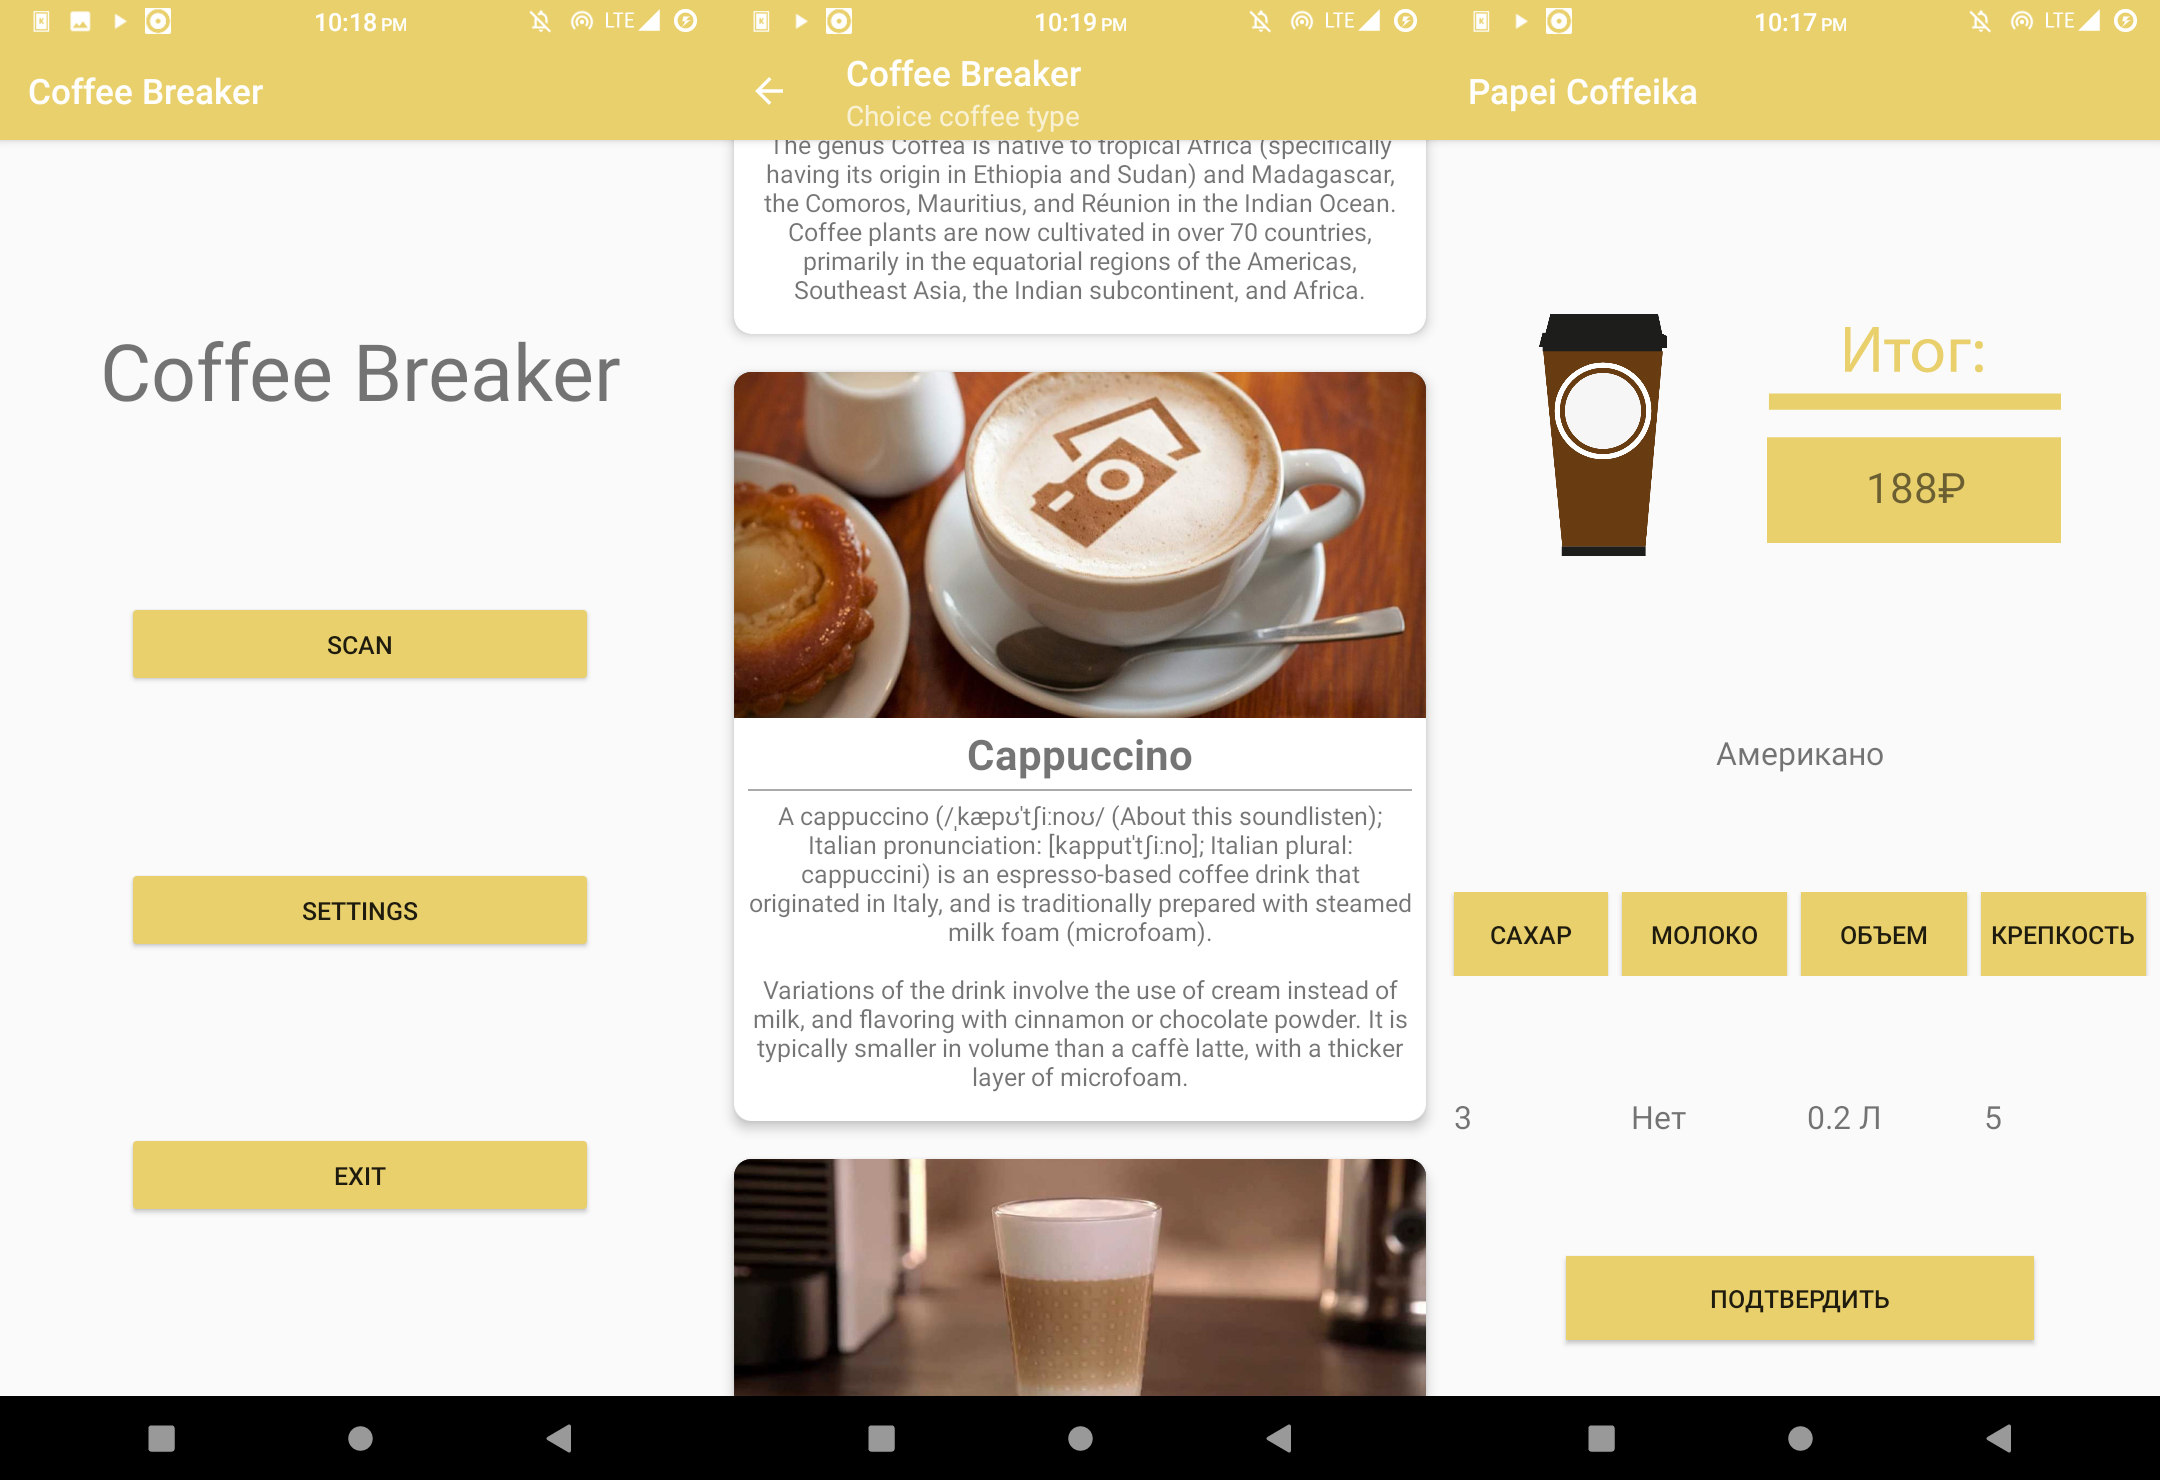 10:18 PM
LTE
Coffee Breaker
Coffee Breaker
SCAN
SETTINGS
EXIT
10:19 PM
LTE
Coffee Breaker
Choice coffee type
The genus Coffea is native to tropical Africa (specifically
having its origin in Ethiopia and Sudan) and Madagascar,
the Comoros, Mauritius, and Réunion in the Indian Ocean.
Coffee plants are now cultivated in over 70 countries,
primarily in the equatorial regions of the Americas,
Southeast Asia, the Indian subcontinent, and Africa.
Cappuccino
A cappuccino (/ˌkæpʊˈtʃiːnoʊ/ (About this soundlisten);
Italian pronunciation: [kapputˈtʃiːno]; Italian plural:
cappuccini) is an espresso-based coffee drink that
originated in Italy, and is traditionally prepared with steamed
milk foam (microfoam).
Variations of the drink involve the use of cream instead of
milk, and flavoring with cinnamon or chocolate powder. It is
typically smaller in volume than a caffè latte, with a thicker
layer of microfoam.
10:17 PM
LTE
Papei Coffeika
Итог:
188₽
Американо
САХАР МОЛОКО ОБЪЕМ КРЕПКОСТЬ
3 Нет 0.2 Л 5
ПОДТВЕРДИТЬ